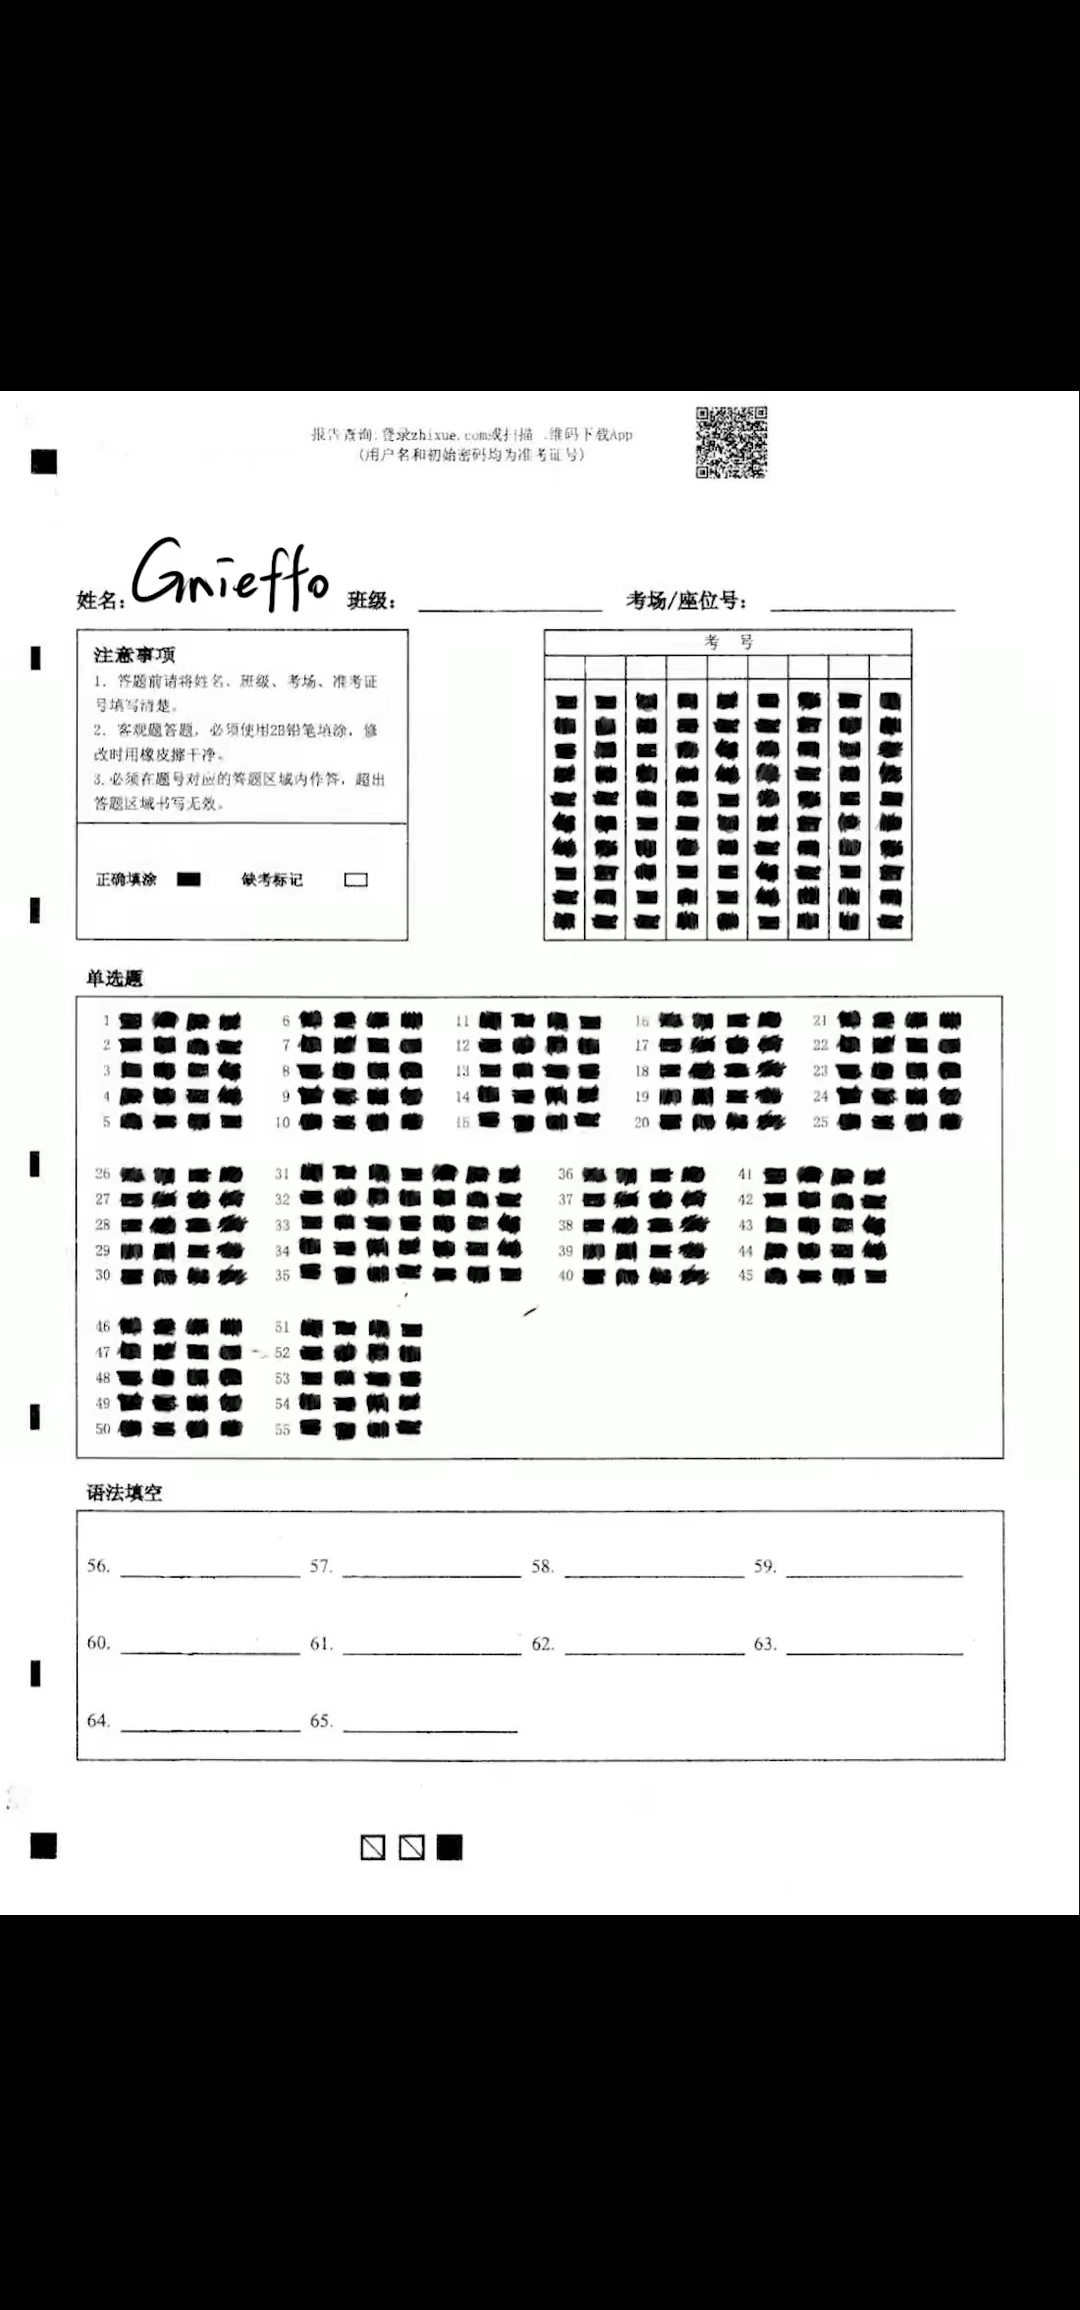 报告查询:登录zhixue.com或扫描二维码下载App
(用户名和初始密码均为准考证号)
姓名: Gnieffo 班级: 考场/座位号:
注意事项
1. 答题前请将姓名、班级、考场、准考证
号填写清楚。
2. 客观题答题, 必须使用2B铅笔填涂, 修
改时用橡皮擦干净。
3.必须在题号对应的答题区域内作答, 超出
答题区域书写无效。
正确填涂 缺考标记
考 号
单选题
1 6 11 16 21
2 7 12 17 22
3 8 13 18 23
4 9 14 19 24
5 10 15 20 25
26 31 36 41
27 32 37 42
28 33 38 43
29 34 39 44
30 35 40 45
46 51
47 52
48 53
49 54
50 55
语法填空
56. 57. 58. 59.
60. 61. 62. 63.
64. 65.